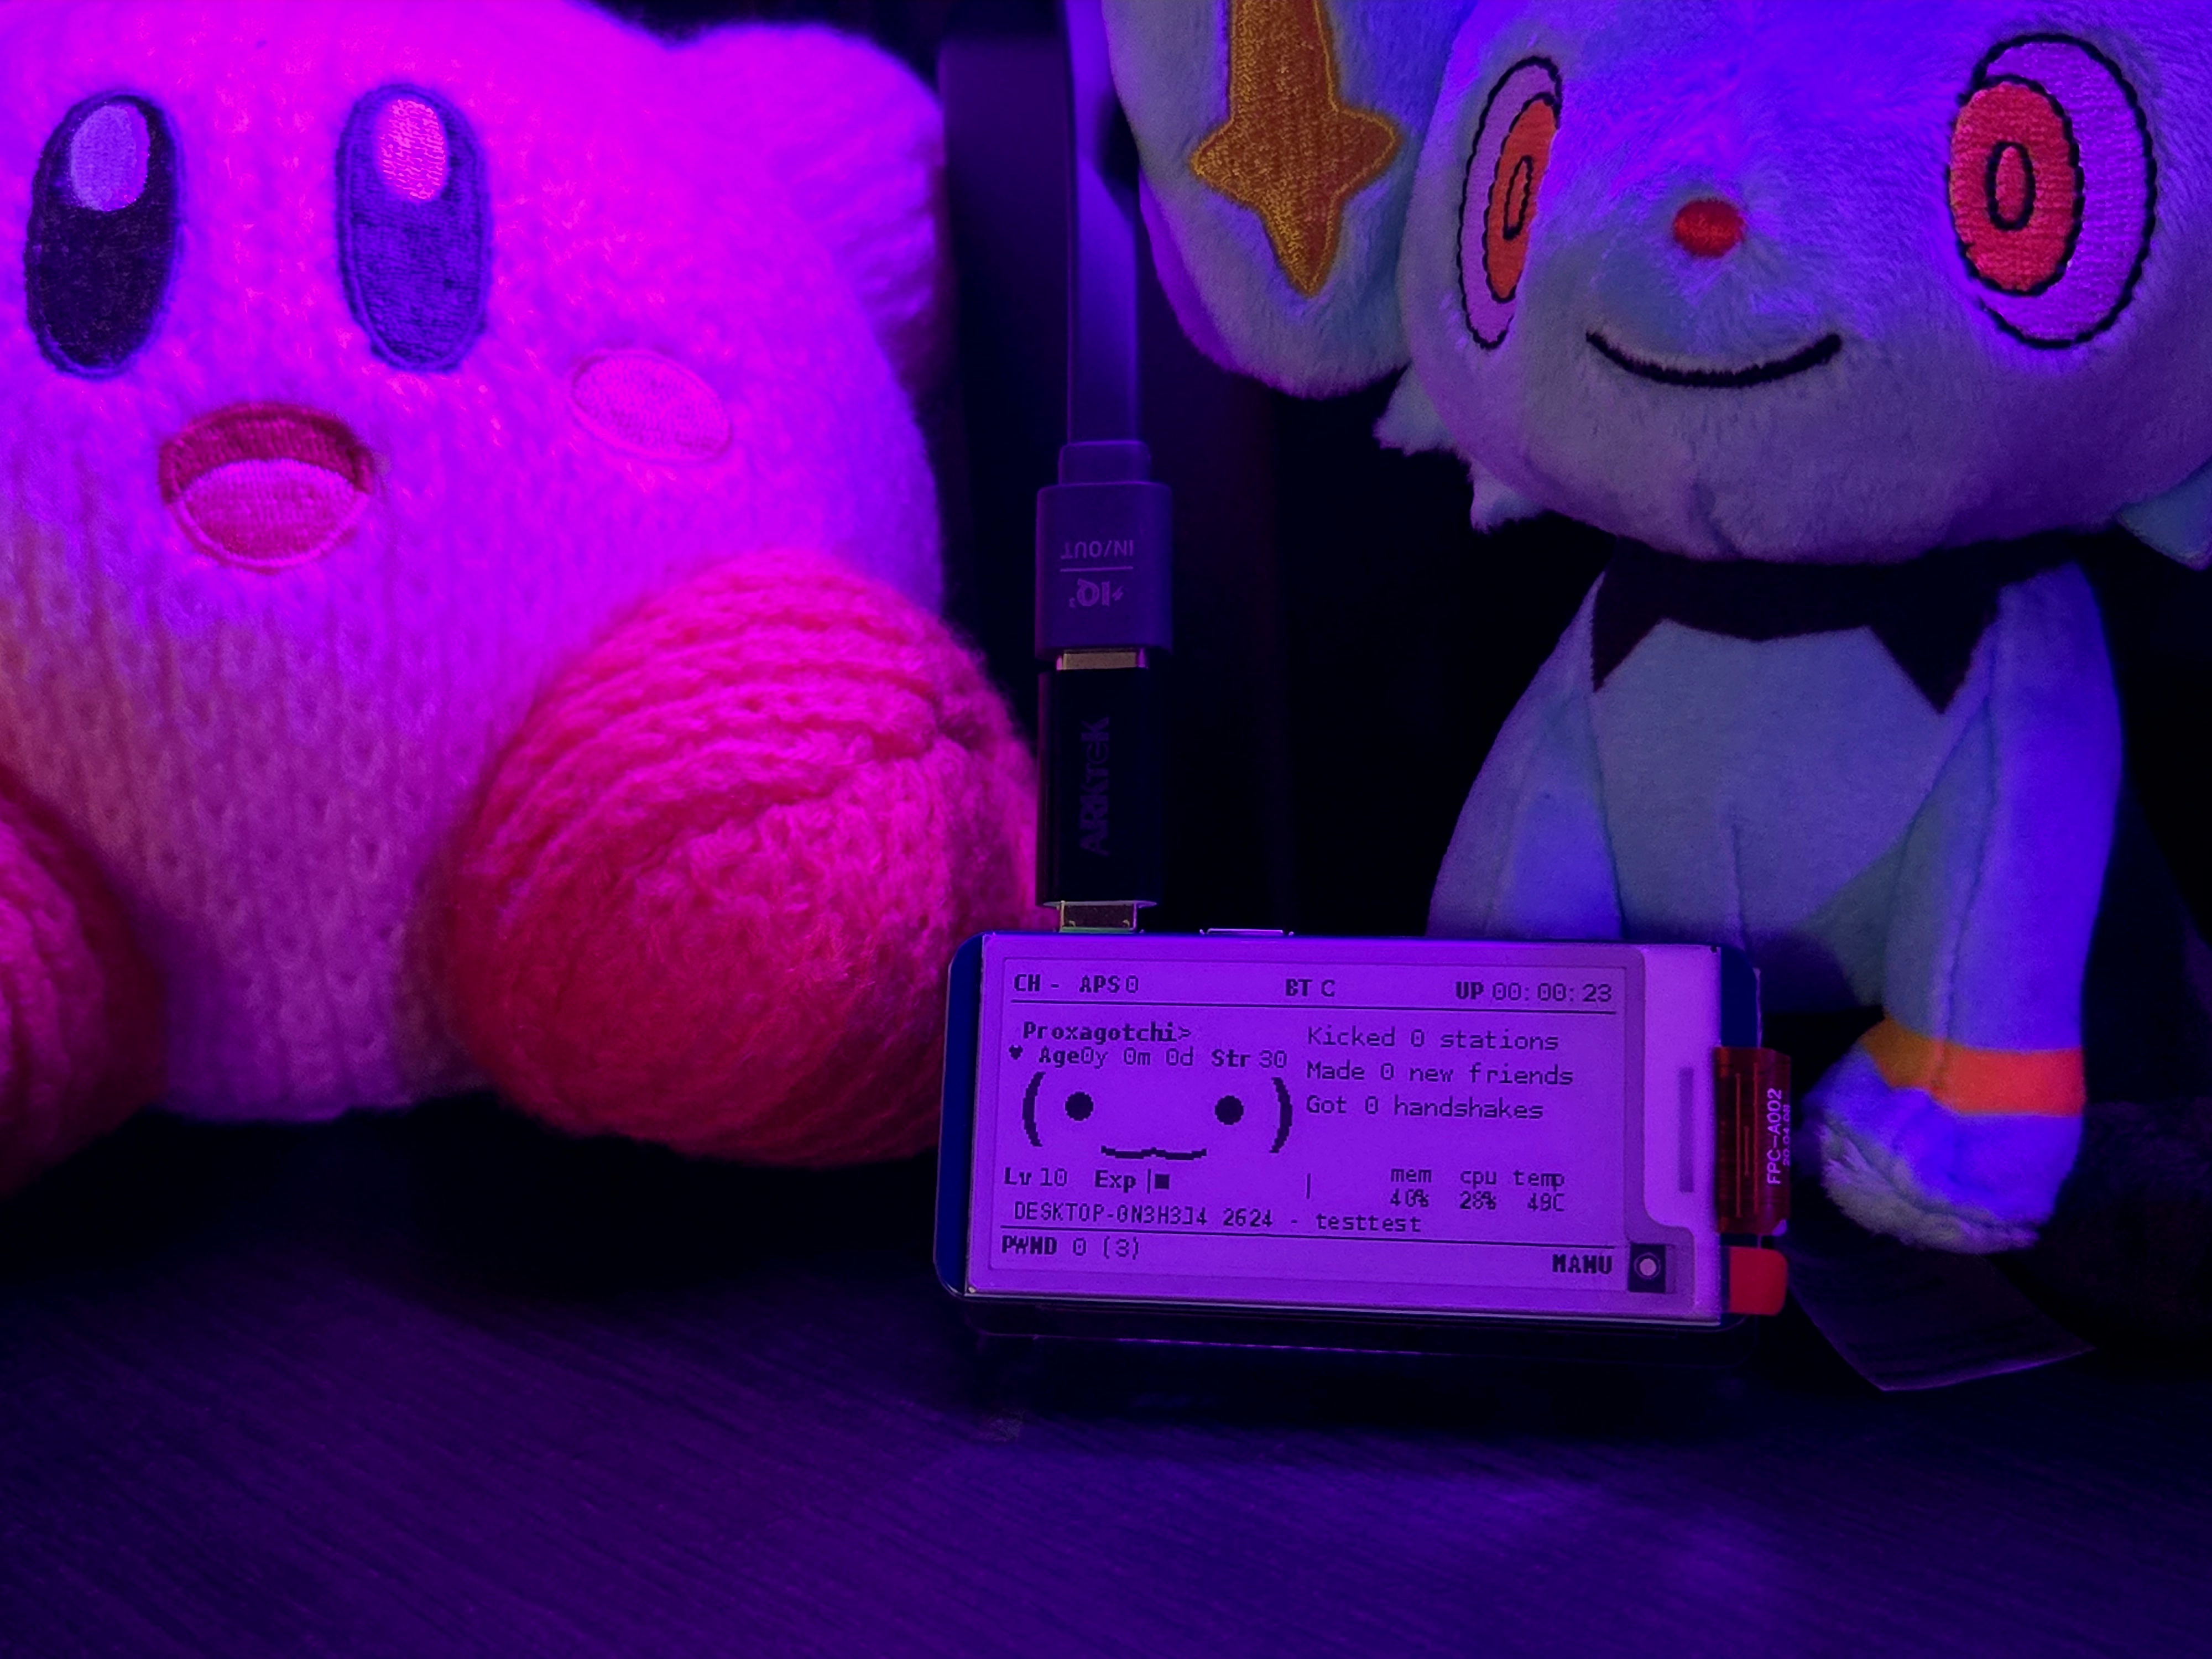 IN/OUT
IQ²
ARKTEK
CH - APS 0 BT C UP 00:00:23
Proxagotchi>
Kicked 0 stations
♥ Age 0y 0m 0d Str 30
Made 0 new friends
Got 0 handshakes
Lv 10 Exp |■ |
mem cpu temp
40% 28% 49C
2624 - testtest
PWND 0 (3) MANU
FPC-A002